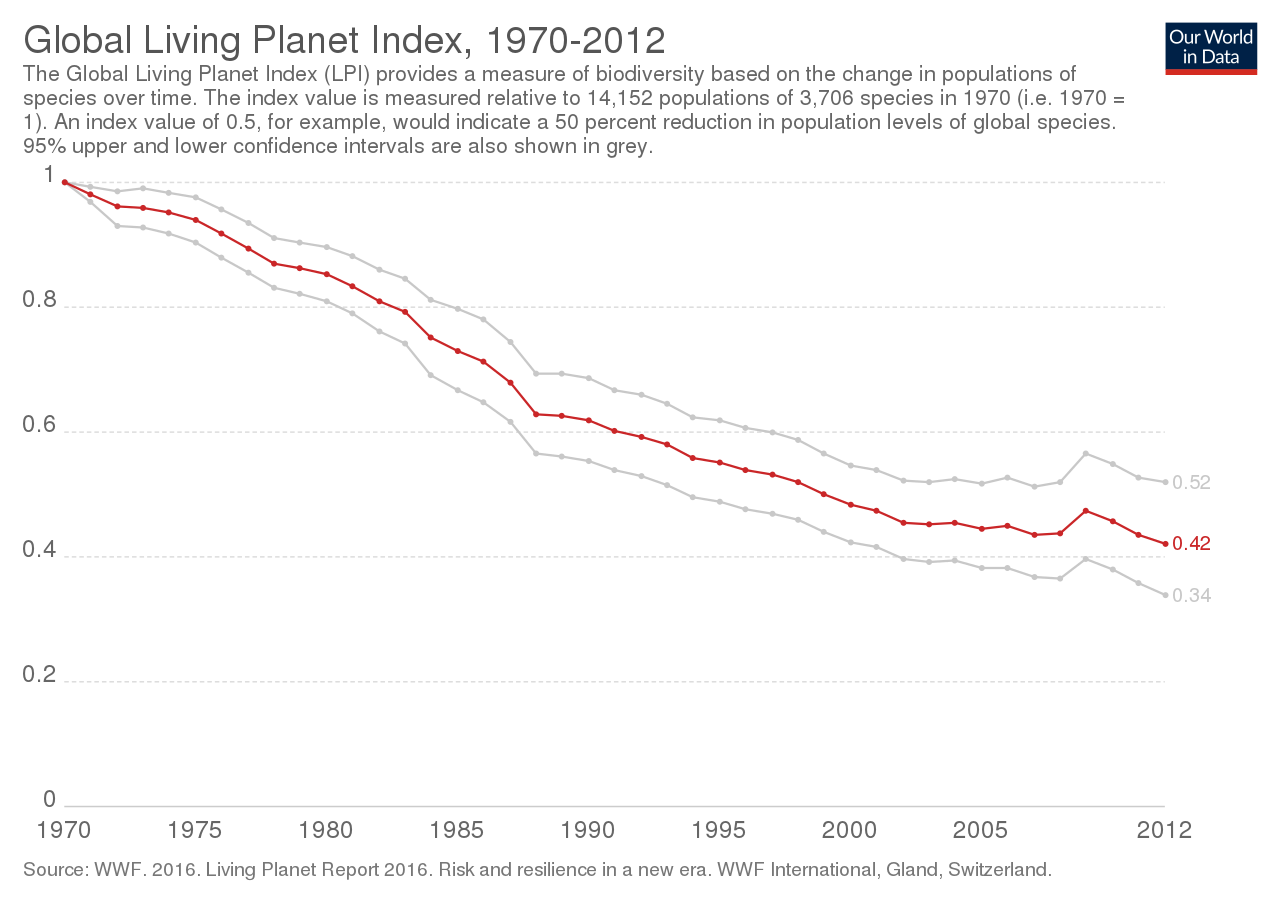 Global Living Planet Index, 1970-2012
Our World
in Data
The Global Living Planet Index (LPI) provides a measure of biodiversity based on the change in populations of
species over time. The index value is measured relative to 14,152 populations of 3,706 species in 1970 (i.e. 1970 =
1). An index value of 0.5, for example, would indicate a 50 percent reduction in population levels of global species.
95% upper and lower confidence intervals are also shown in grey.
1
0.8
0.6
0.4
0.2
0
0.52
0.42
0.34
1970 1975 1980 1985 1990 1995 2000 2005 2012
Source: WWF. 2016. Living Planet Report 2016. Risk and resilience in a new era. WWF International, Gland, Switzerland.